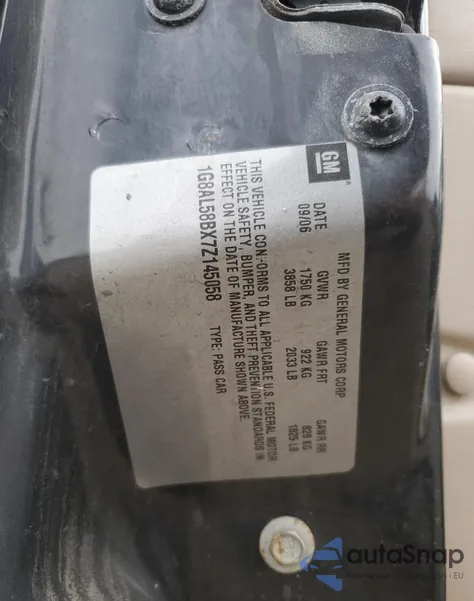 GM
MFD BY GENERAL MOTORS CORP
DATE GVWR GAWR FRT GAWR RR
09/06 1750 KG 922 KG 828 KG
3858 LB 2033 LB 1825 LB
THIS VEHICLE CONFORMS TO ALL APPLICABLE U.S. FEDERAL MOTOR
VEHICLE SAFETY, BUMPER, AND THEFT PREVENTION STANDARDS IN
EFFECT ON THE DATE OF MANUFACTURE SHOWN ABOVE.
1G8AL58BX7Z145058 TYPE: PASS CAR
autaSnap